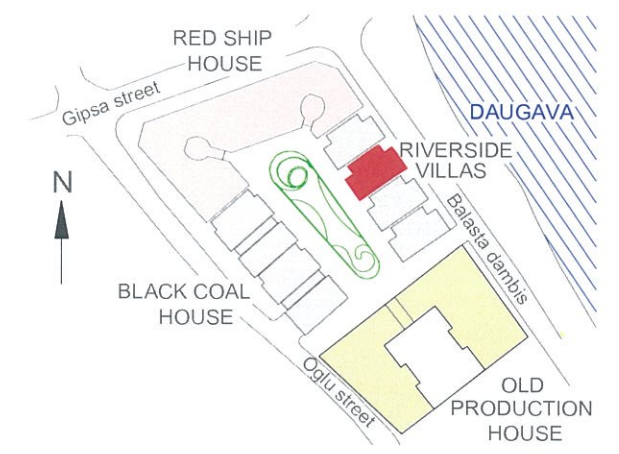 RED SHIP
HOUSE
Gipsa street
DAUGAVA
RIVERSIDE
VILLAS
N
Balasta dambis
BLACK COAL
HOUSE
Oglu street
OLD
PRODUCTION
HOUSE